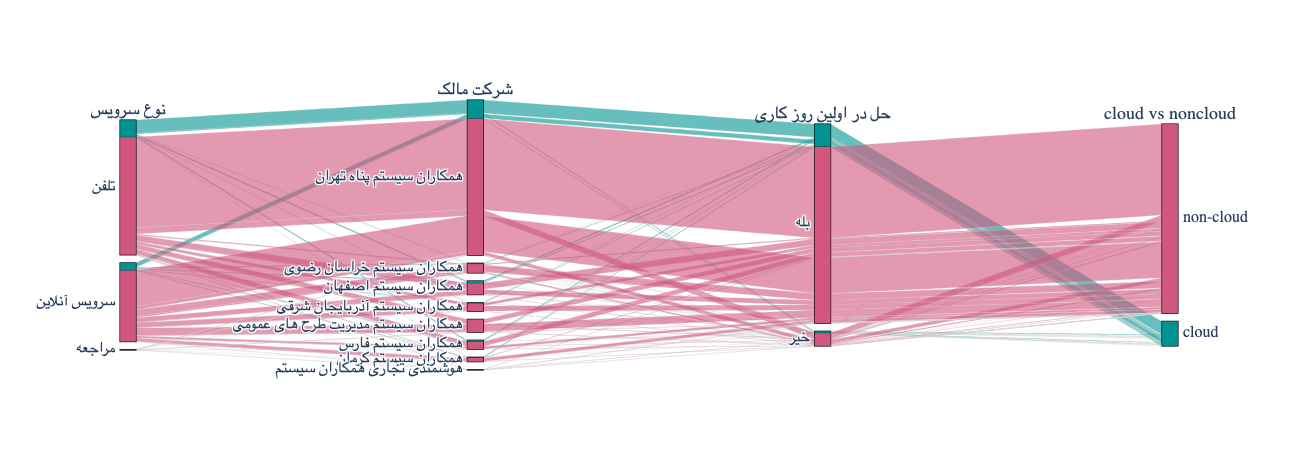 نوع سرویس
تلفن
سرویس آنلاین
مراجعه
شرکت مالک
همکاران سیستم پناه تهران
همکاران سیستم خراسان رضوی
همکاران سیستم اصفهان
همکاران سیستم آذربایجان شرقی
همکاران سیستم مدیریت طرح های عمومی
همکاران سیستم فارس
همکاران سیستم کرمان
هوشمندی تجاری همکاران سیستم
حل در اولین روز کاری
بله
خیر
cloud vs noncloud
non-cloud
cloud